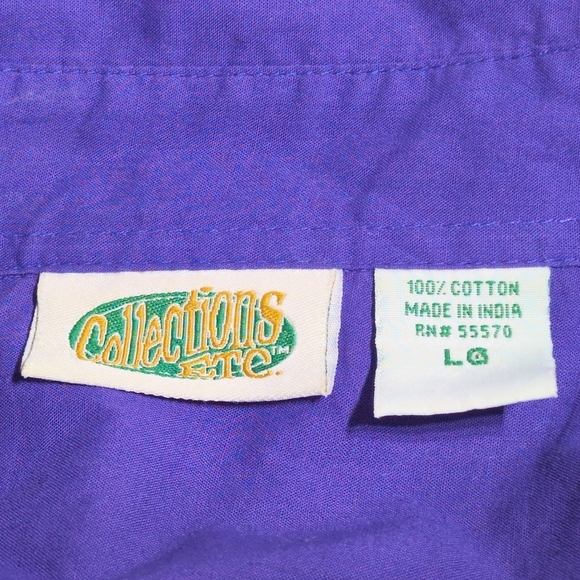 Collections
Etc.™
100% COTTON
MADE IN INDIA
RN# 55570
LG